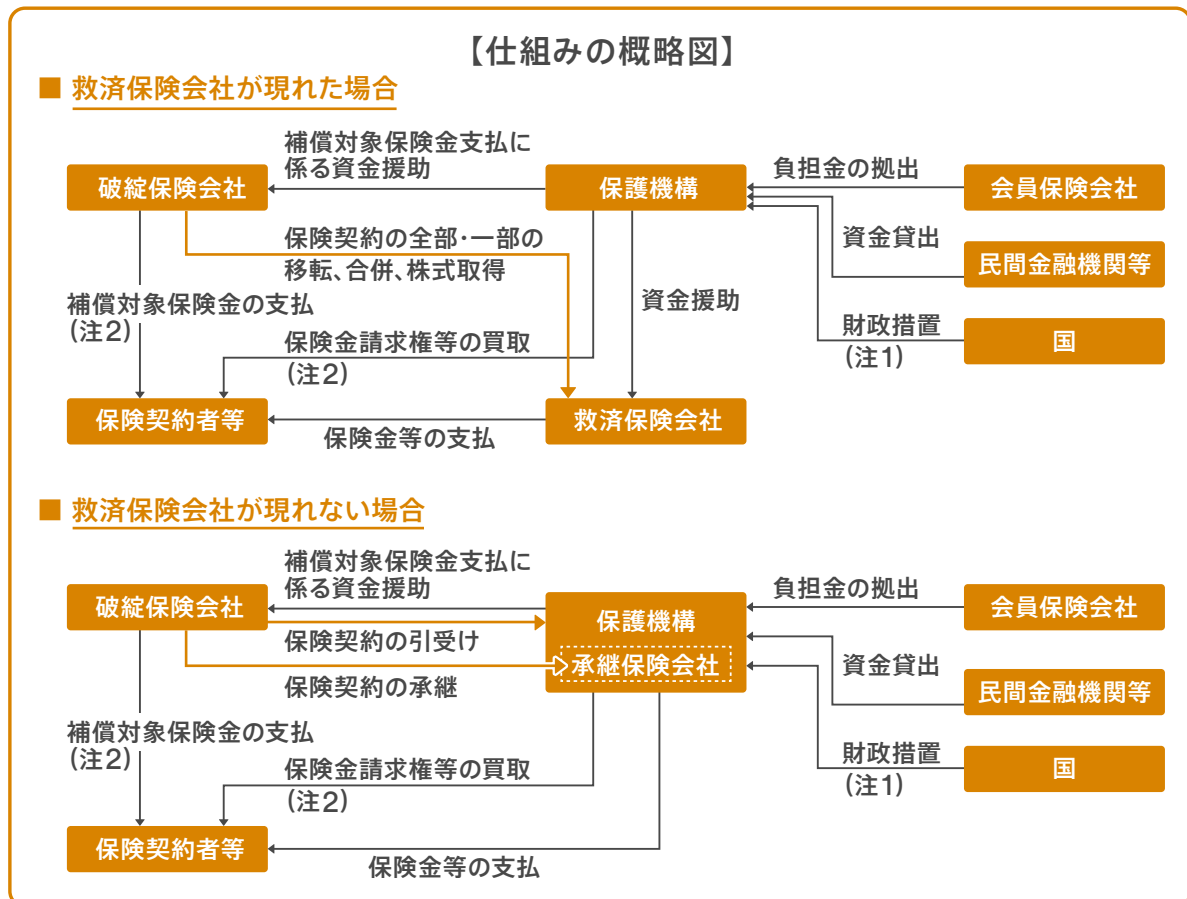 【仕組みの概略図】
■ 救済保険会社が現れた場合
補償対象保険金支払に
係る資金援助
破綻保険会社
保護機構
負担金の拠出
会員保険会社
保険契約の全部・一部の
移転、合併、株式取得
資金貸出
民間金融機関等
補償対象保険金の支払
(注2)
資金援助
保険金請求権等の買取
(注2)
財政措置
(注1)
国
保険契約者等
保険金等の支払
救済保険会社
■ 救済保険会社が現れない場合
補償対象保険金支払に
係る資金援助
破綻保険会社
保険契約の引受け
保護機構
承継保険会社
保険契約の承継
負担金の拠出
会員保険会社
資金貸出
民間金融機関等
補償対象保険金の支払
(注2)
保険金請求権等の買取
(注2)
財政措置
(注1)
国
保険契約者等
保険金等の支払